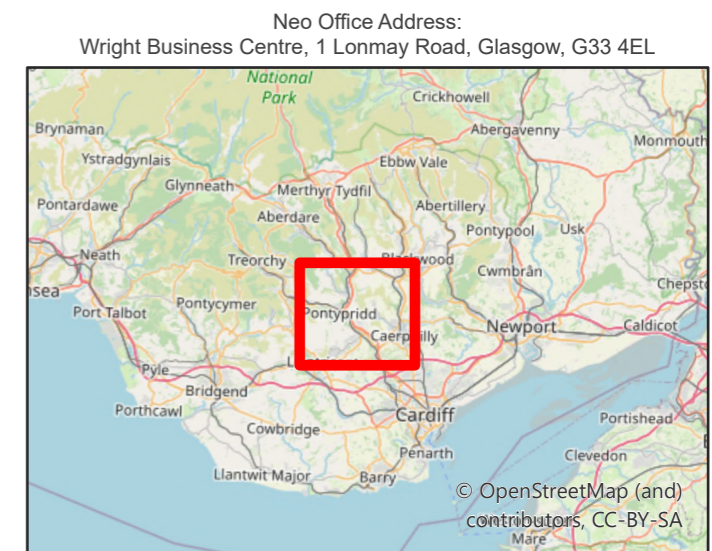 Neo Office Address:
Wright Business Centre, 1 Lonmay Road, Glasgow, G33 4EL
National
Park
Crickhowell
Brynaman
Abergavenny
Monmouth
Ystradgynlais
Ebbw Vale
Glynneath
Merthyr Tydfil
Pontardawe
Aberdare
Abertillery
Pontypool
Usk
Neath
Treorchy
Blackwood
Cwmbrân
Chepsto
sea
Port Talbot
Pontycymer
Pontypridd
Newport
Caldicot
Caerphilly
Pyle
Bridgend
Porthcawl
Cardiff
Portishead
Cowbridge
Penarth
Clevedon
Llantwit Major
Barry
© OpenStreetMap (and)
contributors, CC-BY-SA
Mare